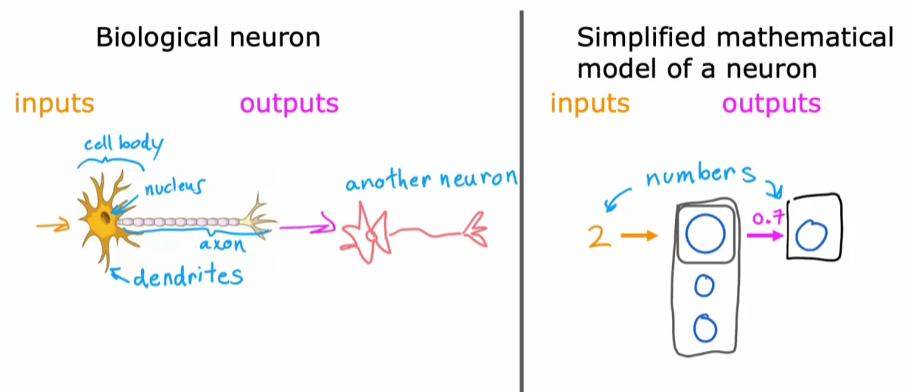 Biological neuron
inputs
outputs
cell body
nucleus
another neuron
axon
dendrites
Simplified mathematical
model of a neuron
inputs
outputs
numbers
2
0.7